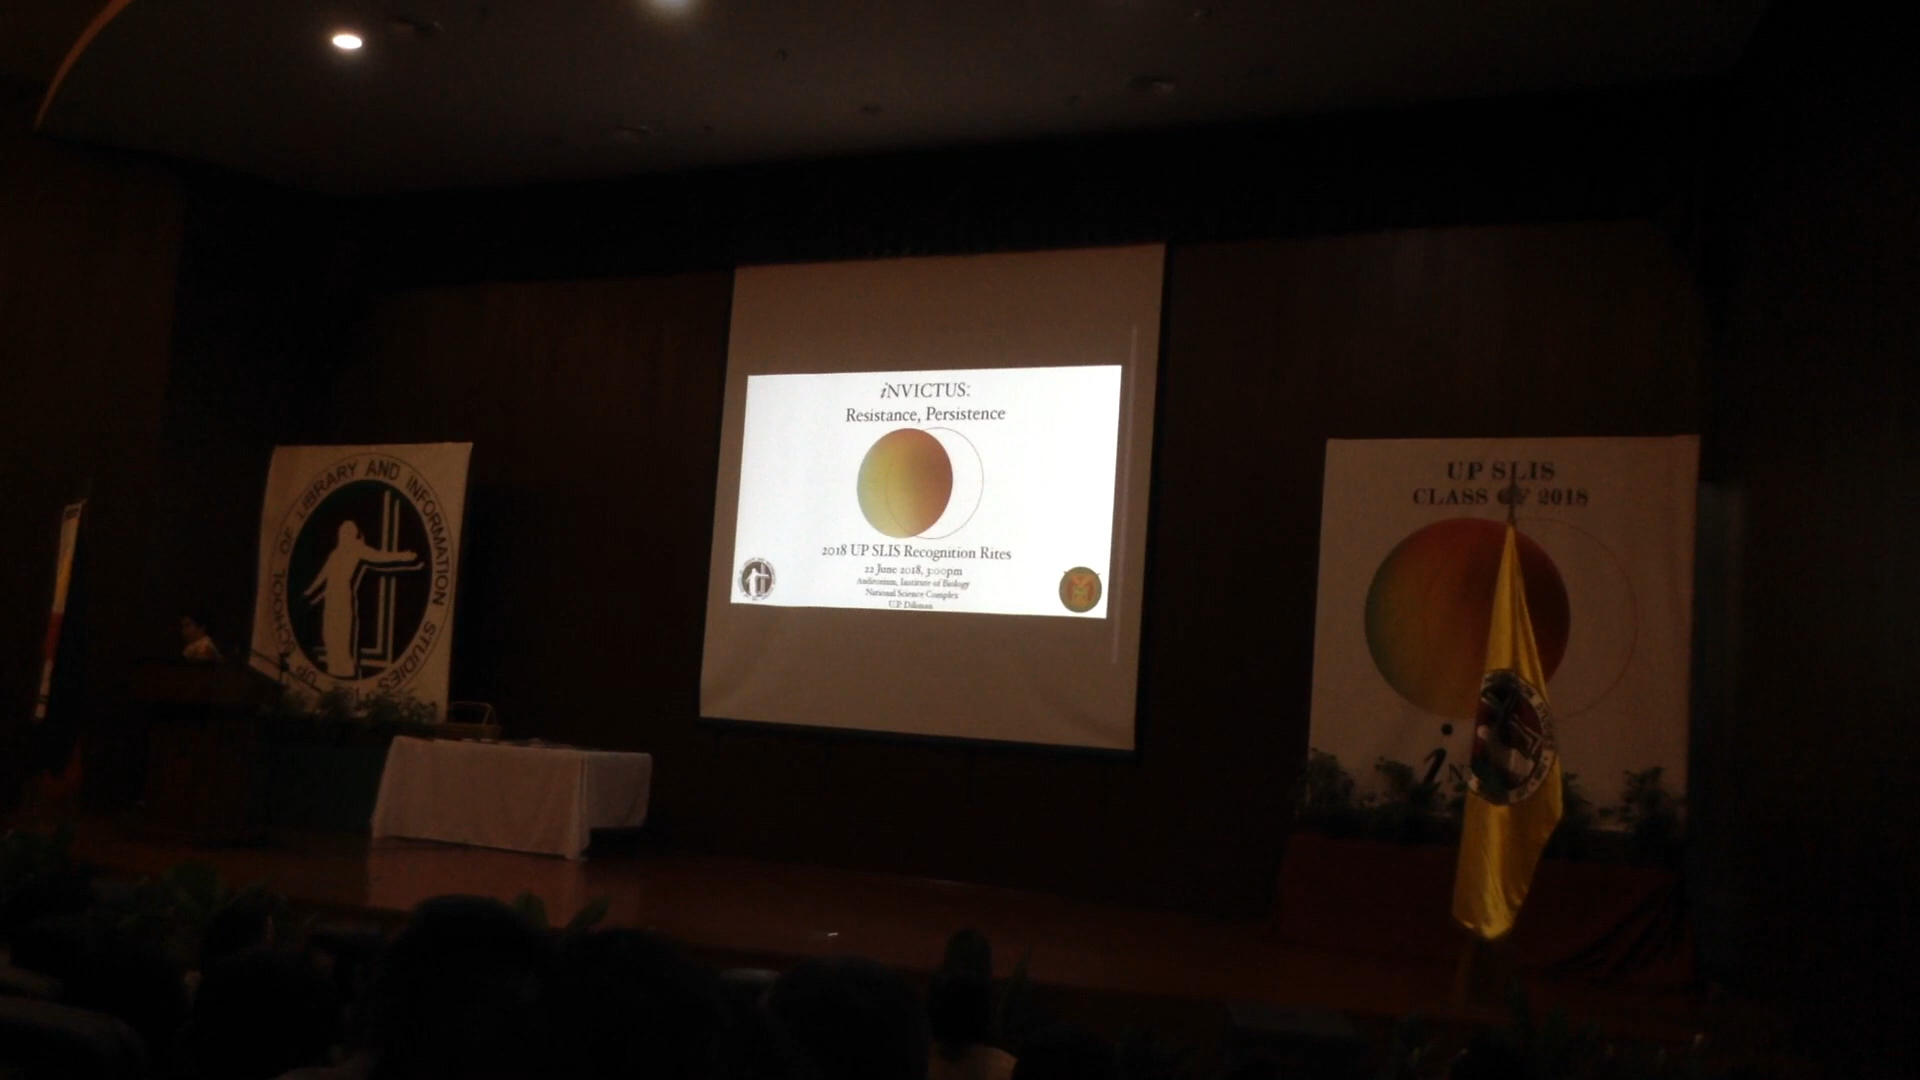 UP SCHOOL OF LIBRARY AND INFORMATION STUDIES
iNVICTUS:
Resistance, Persistence
2018 UP SLIS Recognition Rites
22 June 2018, 3:00pm
Auditorium, Institute of Biology
National Science Complex
U.P. Diliman
UP SLIS
CLASS OF 2018